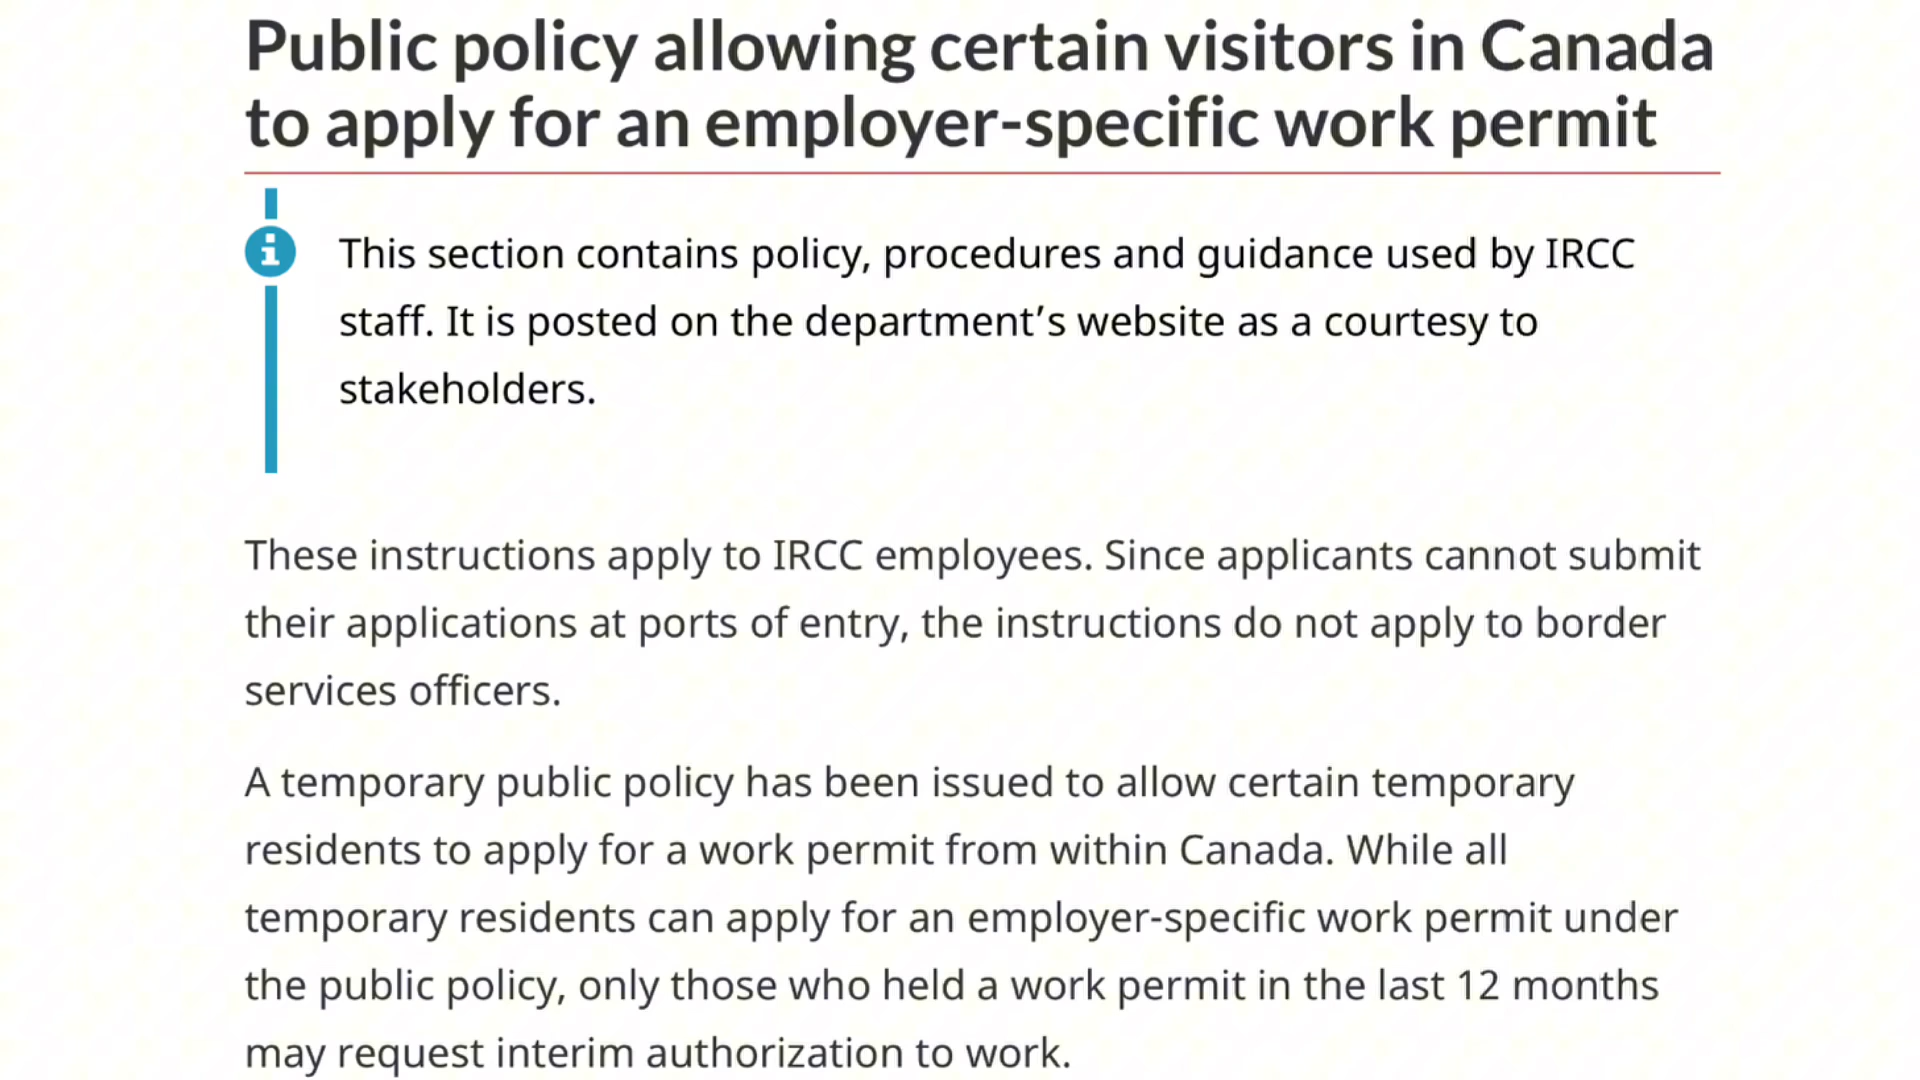 Public policy allowing certain visitors in Canada
to apply for an employer-specific work permit
This section contains policy, procedures and guidance used by IRCC
staff. It is posted on the department’s website as a courtesy to
stakeholders.
These instructions apply to IRCC employees. Since applicants cannot submit
their applications at ports of entry, the instructions do not apply to border
services officers.
A temporary public policy has been issued to allow certain temporary
residents to apply for a work permit from within Canada. While all
temporary residents can apply for an employer-specific work permit under
the public policy, only those who held a work permit in the last 12 months
may request interim authorization to work.